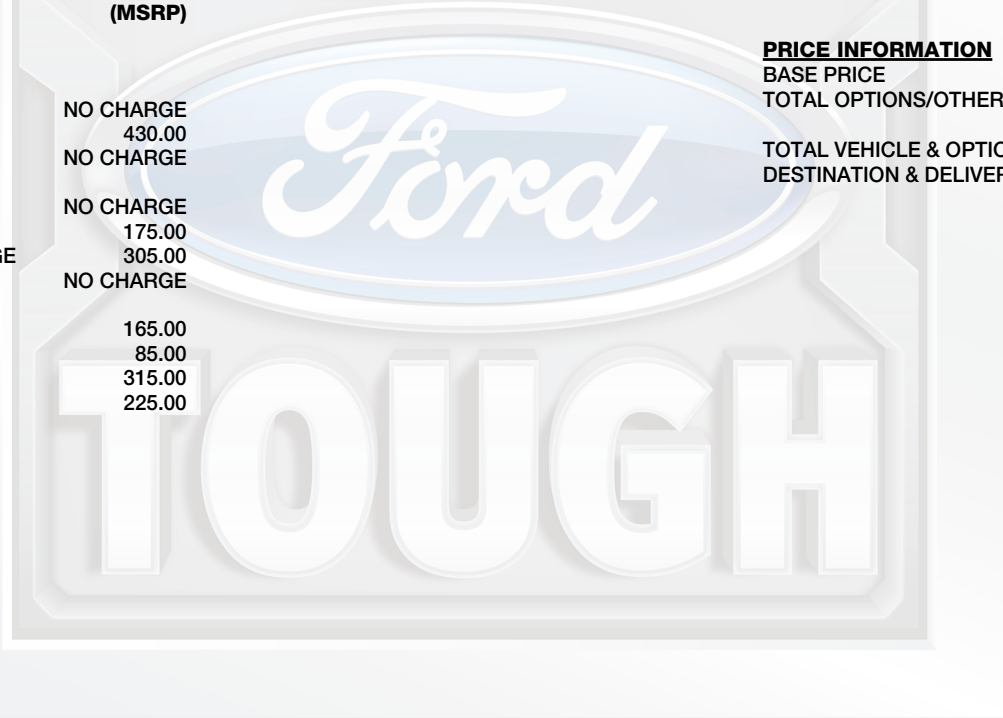 (MSRP)
NO CHARGE
430.00
NO CHARGE
NO CHARGE
175.00
GE 305.00
NO CHARGE
165.00
85.00
315.00
225.00
PRICE INFORMATION
BASE PRICE
TOTAL OPTIONS/OTHER
TOTAL VEHICLE & OPTIO
DESTINATION & DELIVER
Ford
TOUGH